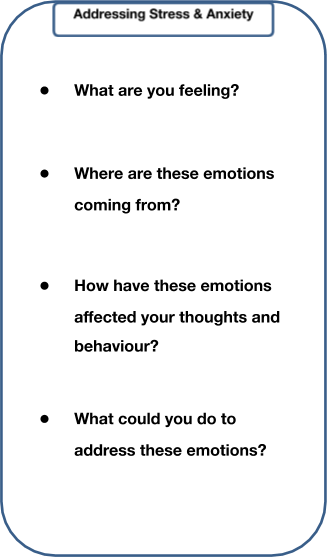 Addressing Stress & Anxiety
● What are you feeling?
● Where are these emotions
coming from?
● How have these emotions
affected your thoughts and
behaviour?
● What could you do to
address these emotions?